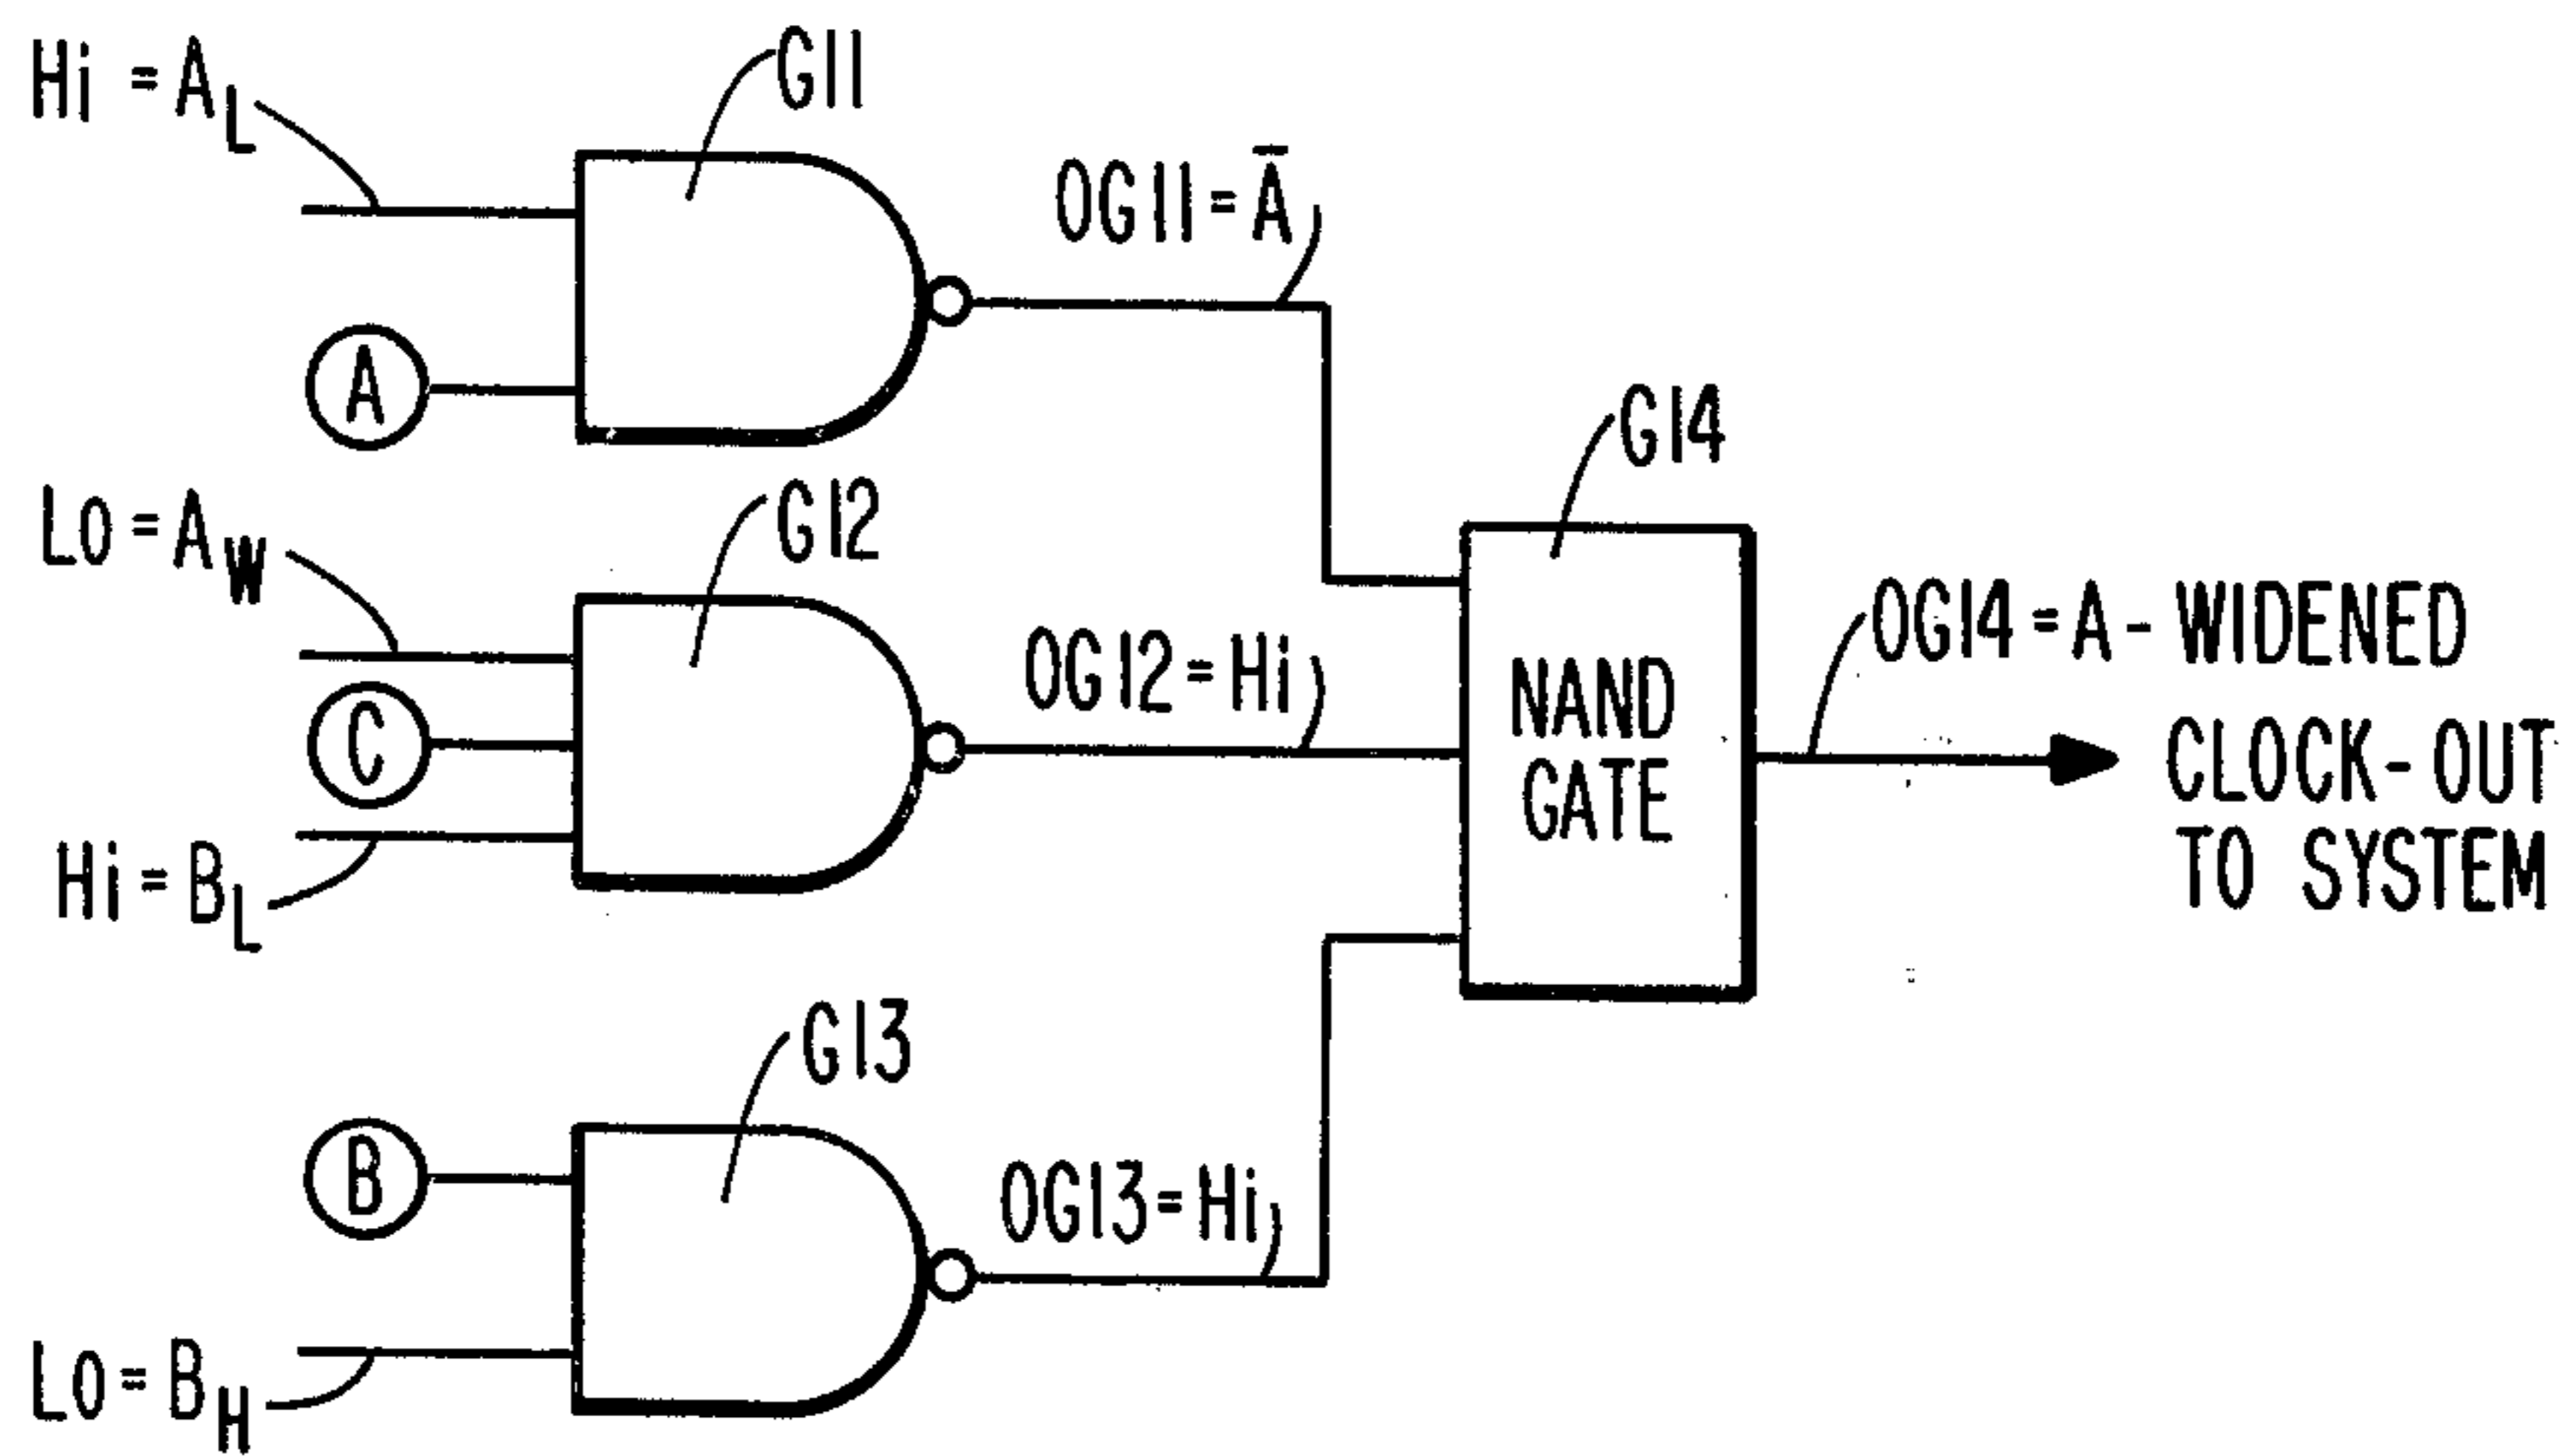 Hi = A_L
G11
A
OG11 = Ā
Lo = A_W
G12
C
Hi = B_L
OG12 = Hi
G14
NAND
GATE
OG14 = A - WIDENED
CLOCK-OUT
TO SYSTEM
G13
B
OG13 = Hi
Lo = B_H